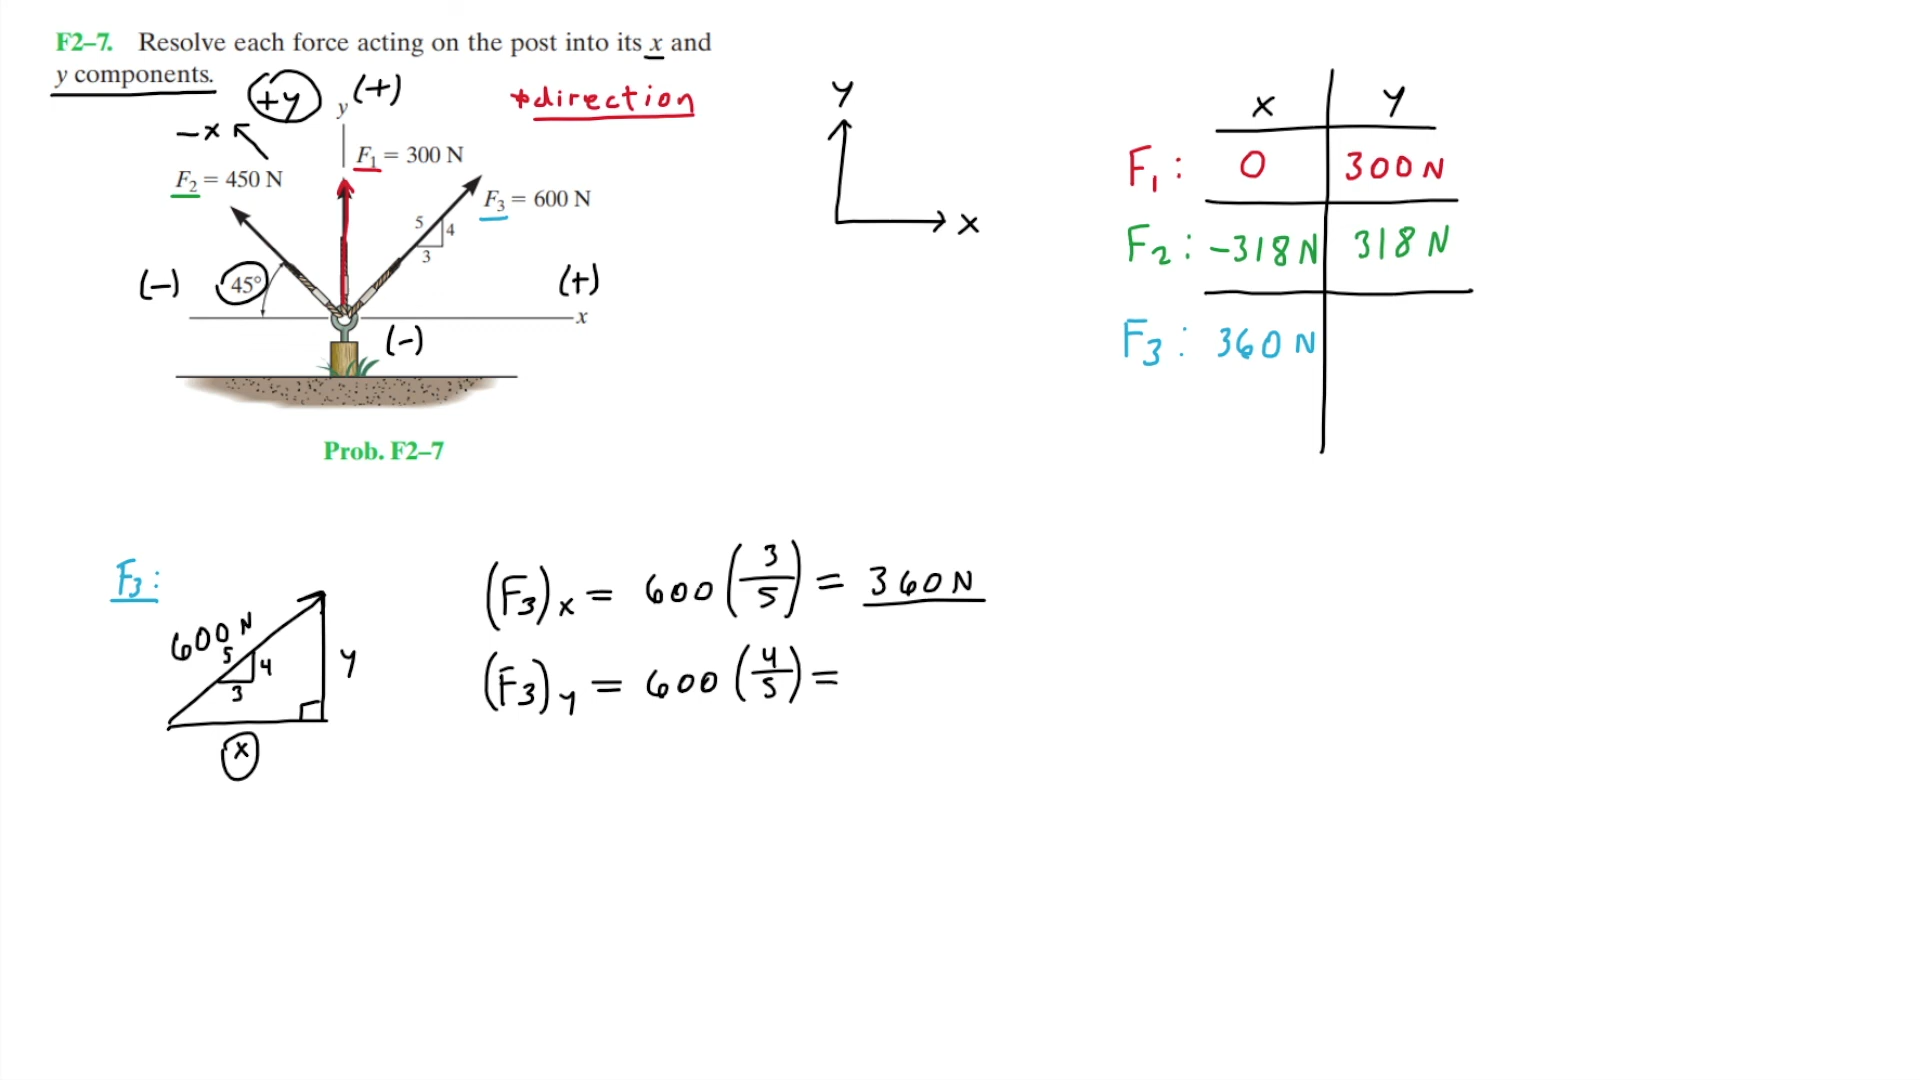 F2–7. Resolve each force acting on the post into its x and
y components.
+y
y (+)
*direction
-x
F₁ = 300 N
F₂ = 450 N
F₃ = 600 N
5
4
3
(-)
45°
(+)
x
(-)
Prob. F2–7
y
x
x y
F₁: 0 300 N
F₂: -318 N 318 N
F₃: 360 N
F₃:
600 N
5
4
3
y
x
(F₃)x = 600 (3/5) = 360 N
(F₃)y = 600 (4/5) =